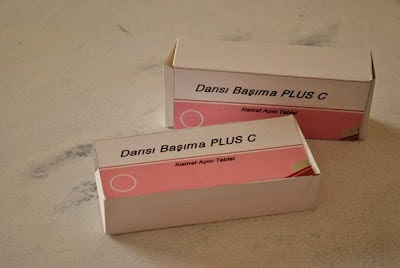 Darısı Başıma PLUS C
Kısmet Açıcı Tablet
Darısı Başıma PLUS C
Kısmet Açıcı Tablet